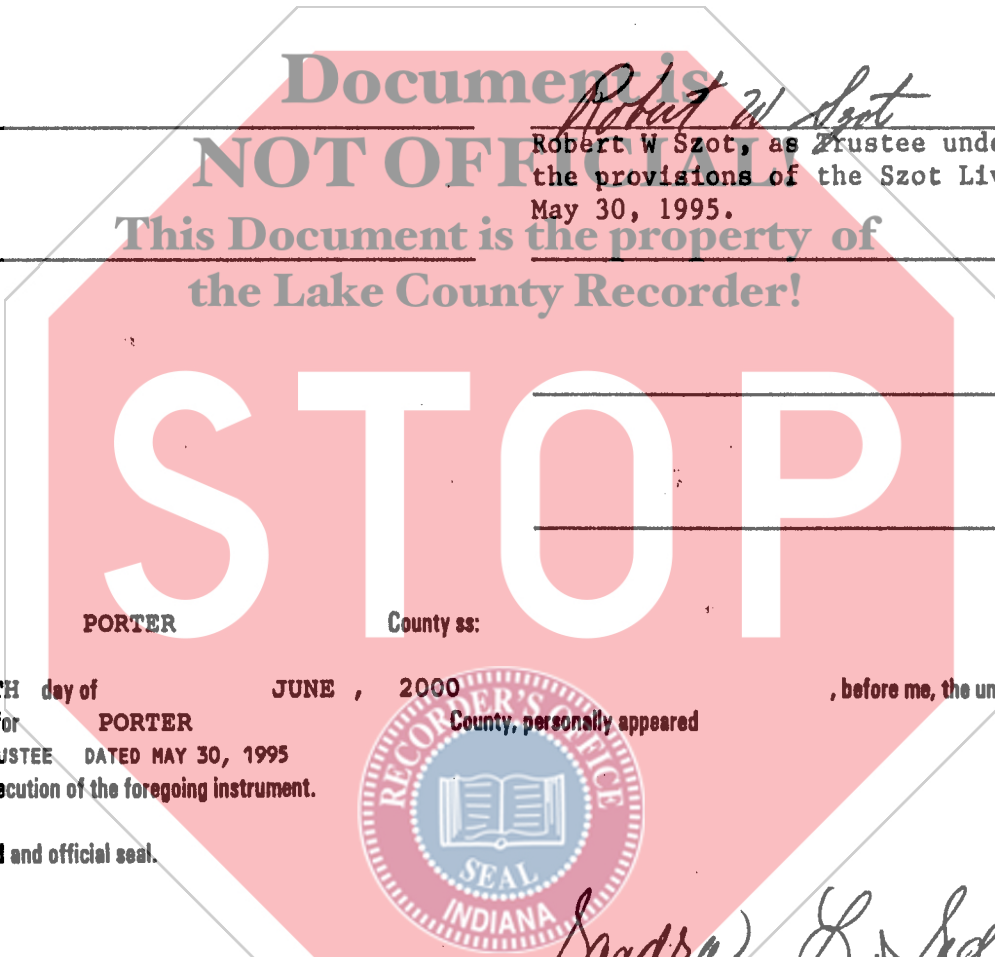 Document is
Robert W Szot
NOT OFFICIAL!
Robert W Szot, as Trustee unde
the provisions of the Szot Liv
May 30, 1995.
This Document is the property of
the Lake County Recorder!
STOP
PORTER County ss:
TH day of JUNE , 2000 , before me, the un
for PORTER County, personally appeared
USTEE DATED MAY 30, 1995
ecution of the foregoing instrument.
and official seal.
RECORDER'S OFFICE
SEAL
INDIANA